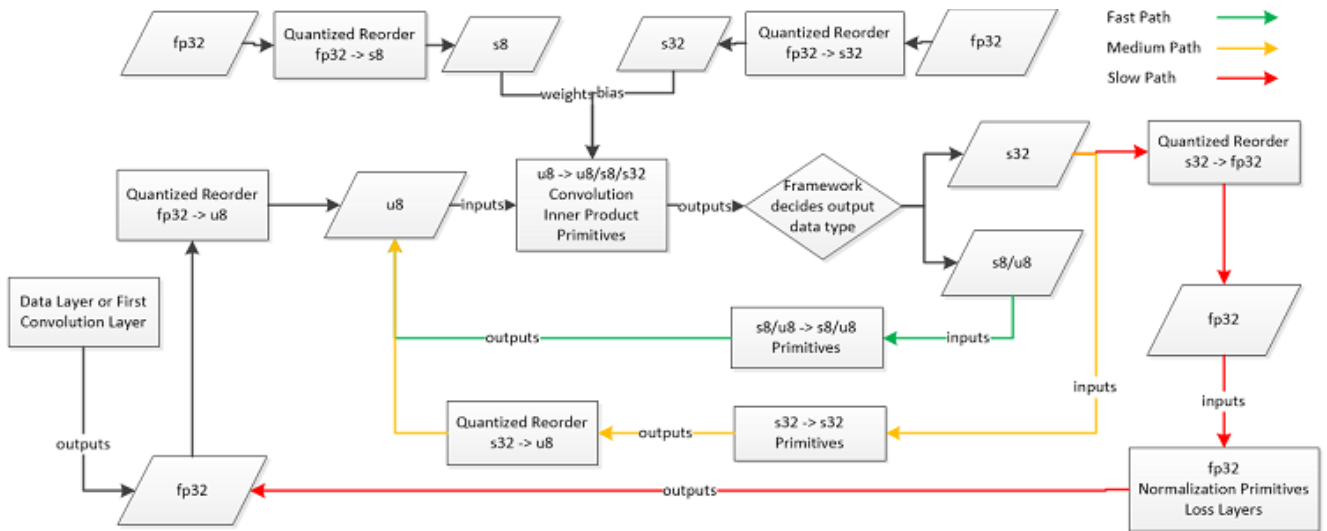 fp32
Quantized Reorder
fp32 -> s8
s8
s32
Quantized Reorder
fp32 -> s32
fp32
Fast Path
Medium Path
Slow Path
weights
bias
Quantized Reorder
fp32 -> u8
u8
inputs
u8 -> u8/s8/s32
Convolution
Inner Product
Primitives
outputs
Framework
decides output
data type
s32
Quantized Reorder
s32 -> fp32
s8/u8
Data Layer or First
Convolution Layer
outputs
s8/u8 -> s8/u8
Primitives
inputs
fp32
inputs
inputs
Quantized Reorder
s32 -> u8
outputs
s32 -> s32
Primitives
outputs
fp32
outputs
fp32
Normalization Primitives
Loss Layers